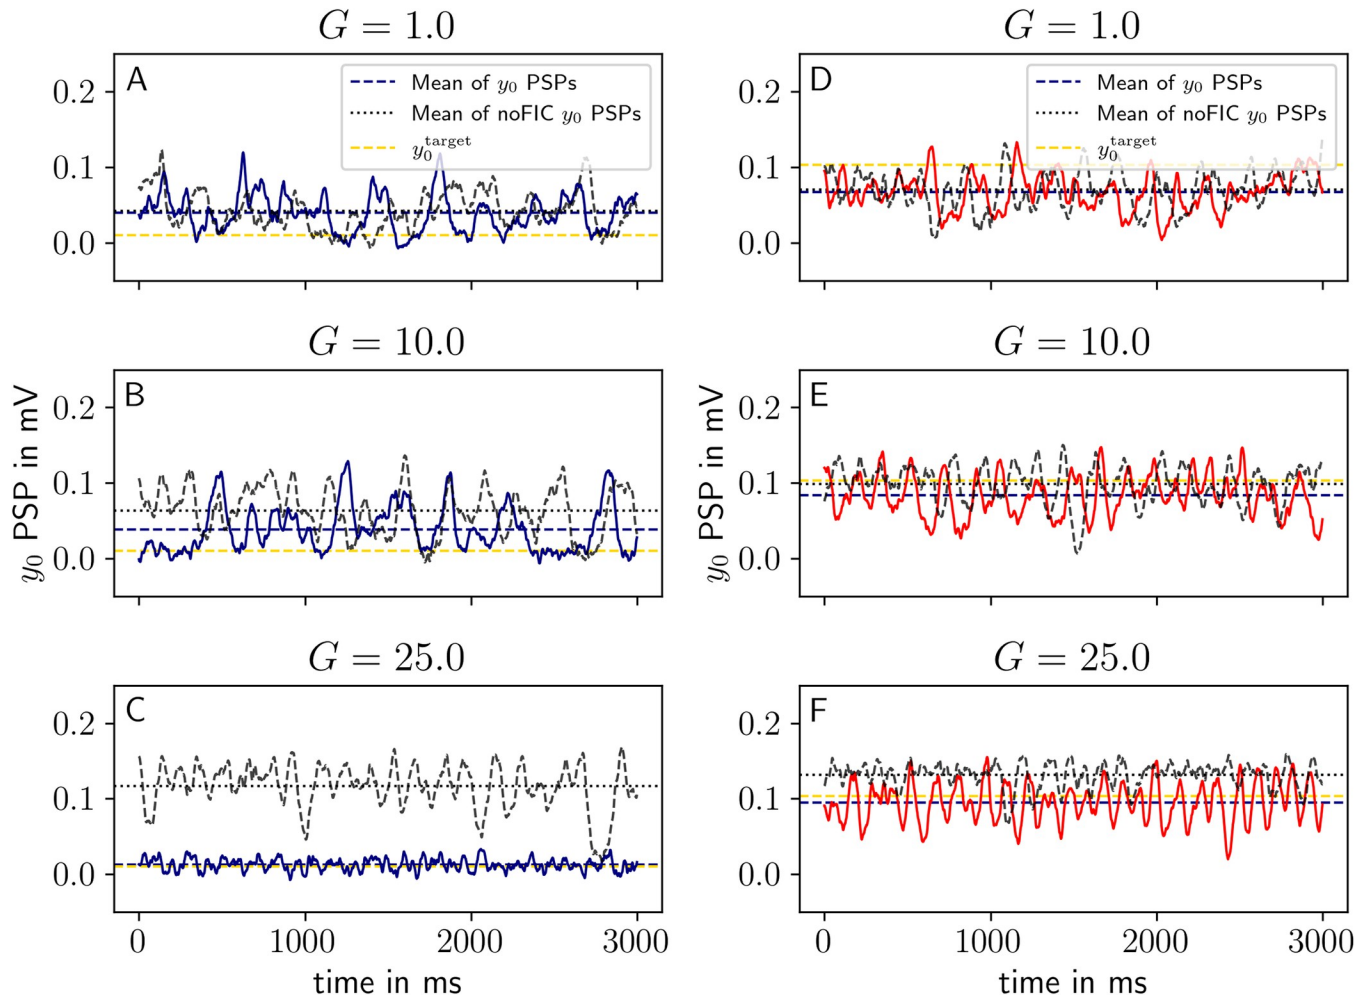 G = 1.0
A
Mean of y₀ PSPs
Mean of noFIC y₀ PSPs
y₀^target
0.2
0.1
0.0
G = 1.0
D
Mean of y₀ PSPs
Mean of noFIC y₀ PSPs
y₀^target
0.2
0.1
0.0
G = 10.0
B
0.2
0.1
0.0
y₀ PSP in mV
G = 10.0
E
0.2
0.1
0.0
y₀ PSP in mV
G = 25.0
C
0.2
0.1
0.0
0 1000 2000 3000
time in ms
G = 25.0
F
0.2
0.1
0.0
0 1000 2000 3000
time in ms